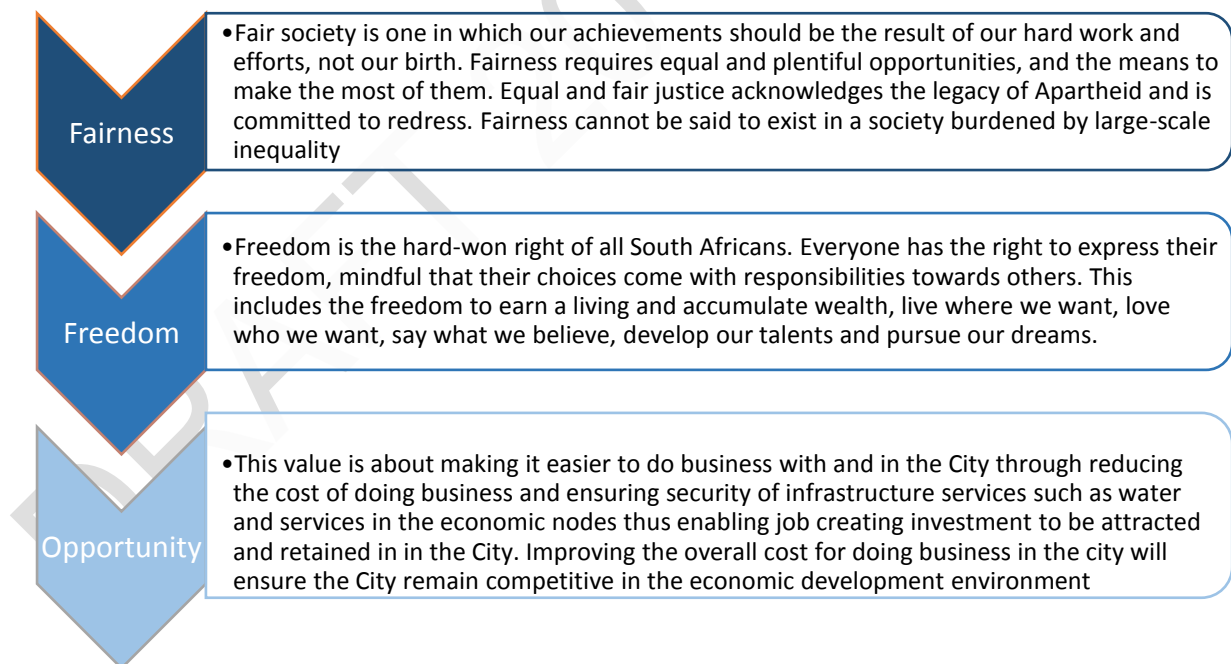 Fairness
•Fair society is one in which our achievements should be the result of our hard work and
efforts, not our birth. Fairness requires equal and plentiful opportunities, and the means to
make the most of them. Equal and fair justice acknowledges the legacy of Apartheid and is
committed to redress. Fairness cannot be said to exist in a society burdened by large-scale
inequality
Freedom
•Freedom is the hard-won right of all South Africans. Everyone has the right to express their
freedom, mindful that their choices come with responsibilities towards others. This
includes the freedom to earn a living and accumulate wealth, live where we want, love
who we want, say what we believe, develop our talents and pursue our dreams.
Opportunity
•This value is about making it easier to do business with and in the City through reducing
the cost of doing business and ensuring security of infrastructure services such as water
and services in the economic nodes thus enabling job creating investment to be attracted
and retained in in the City. Improving the overall cost for doing business in the city will
ensure the City remain competitive in the economic development environment
DRAFT